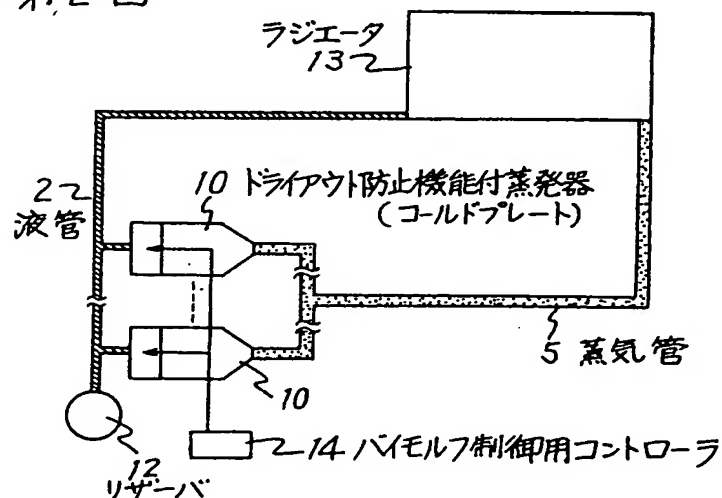 第2図
ラジエータ
13
2
液管
10 ドライアウト防止機能付蒸発器
(コールドプレート)
5 蒸気管
10
12
リザーバ
14 バイモルフ制御用コントローラ